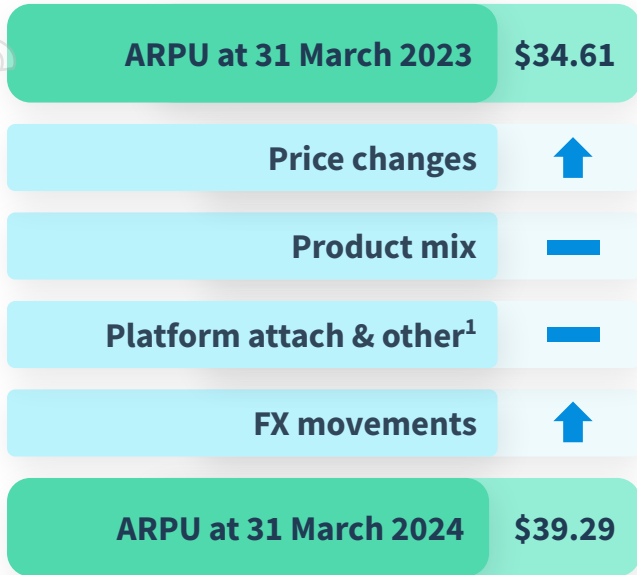 ARPU at 31 March 2023 $34.61
Price changes
Product mix
Platform attach & other¹
FX movements
ARPU at 31 March 2024 $39.29